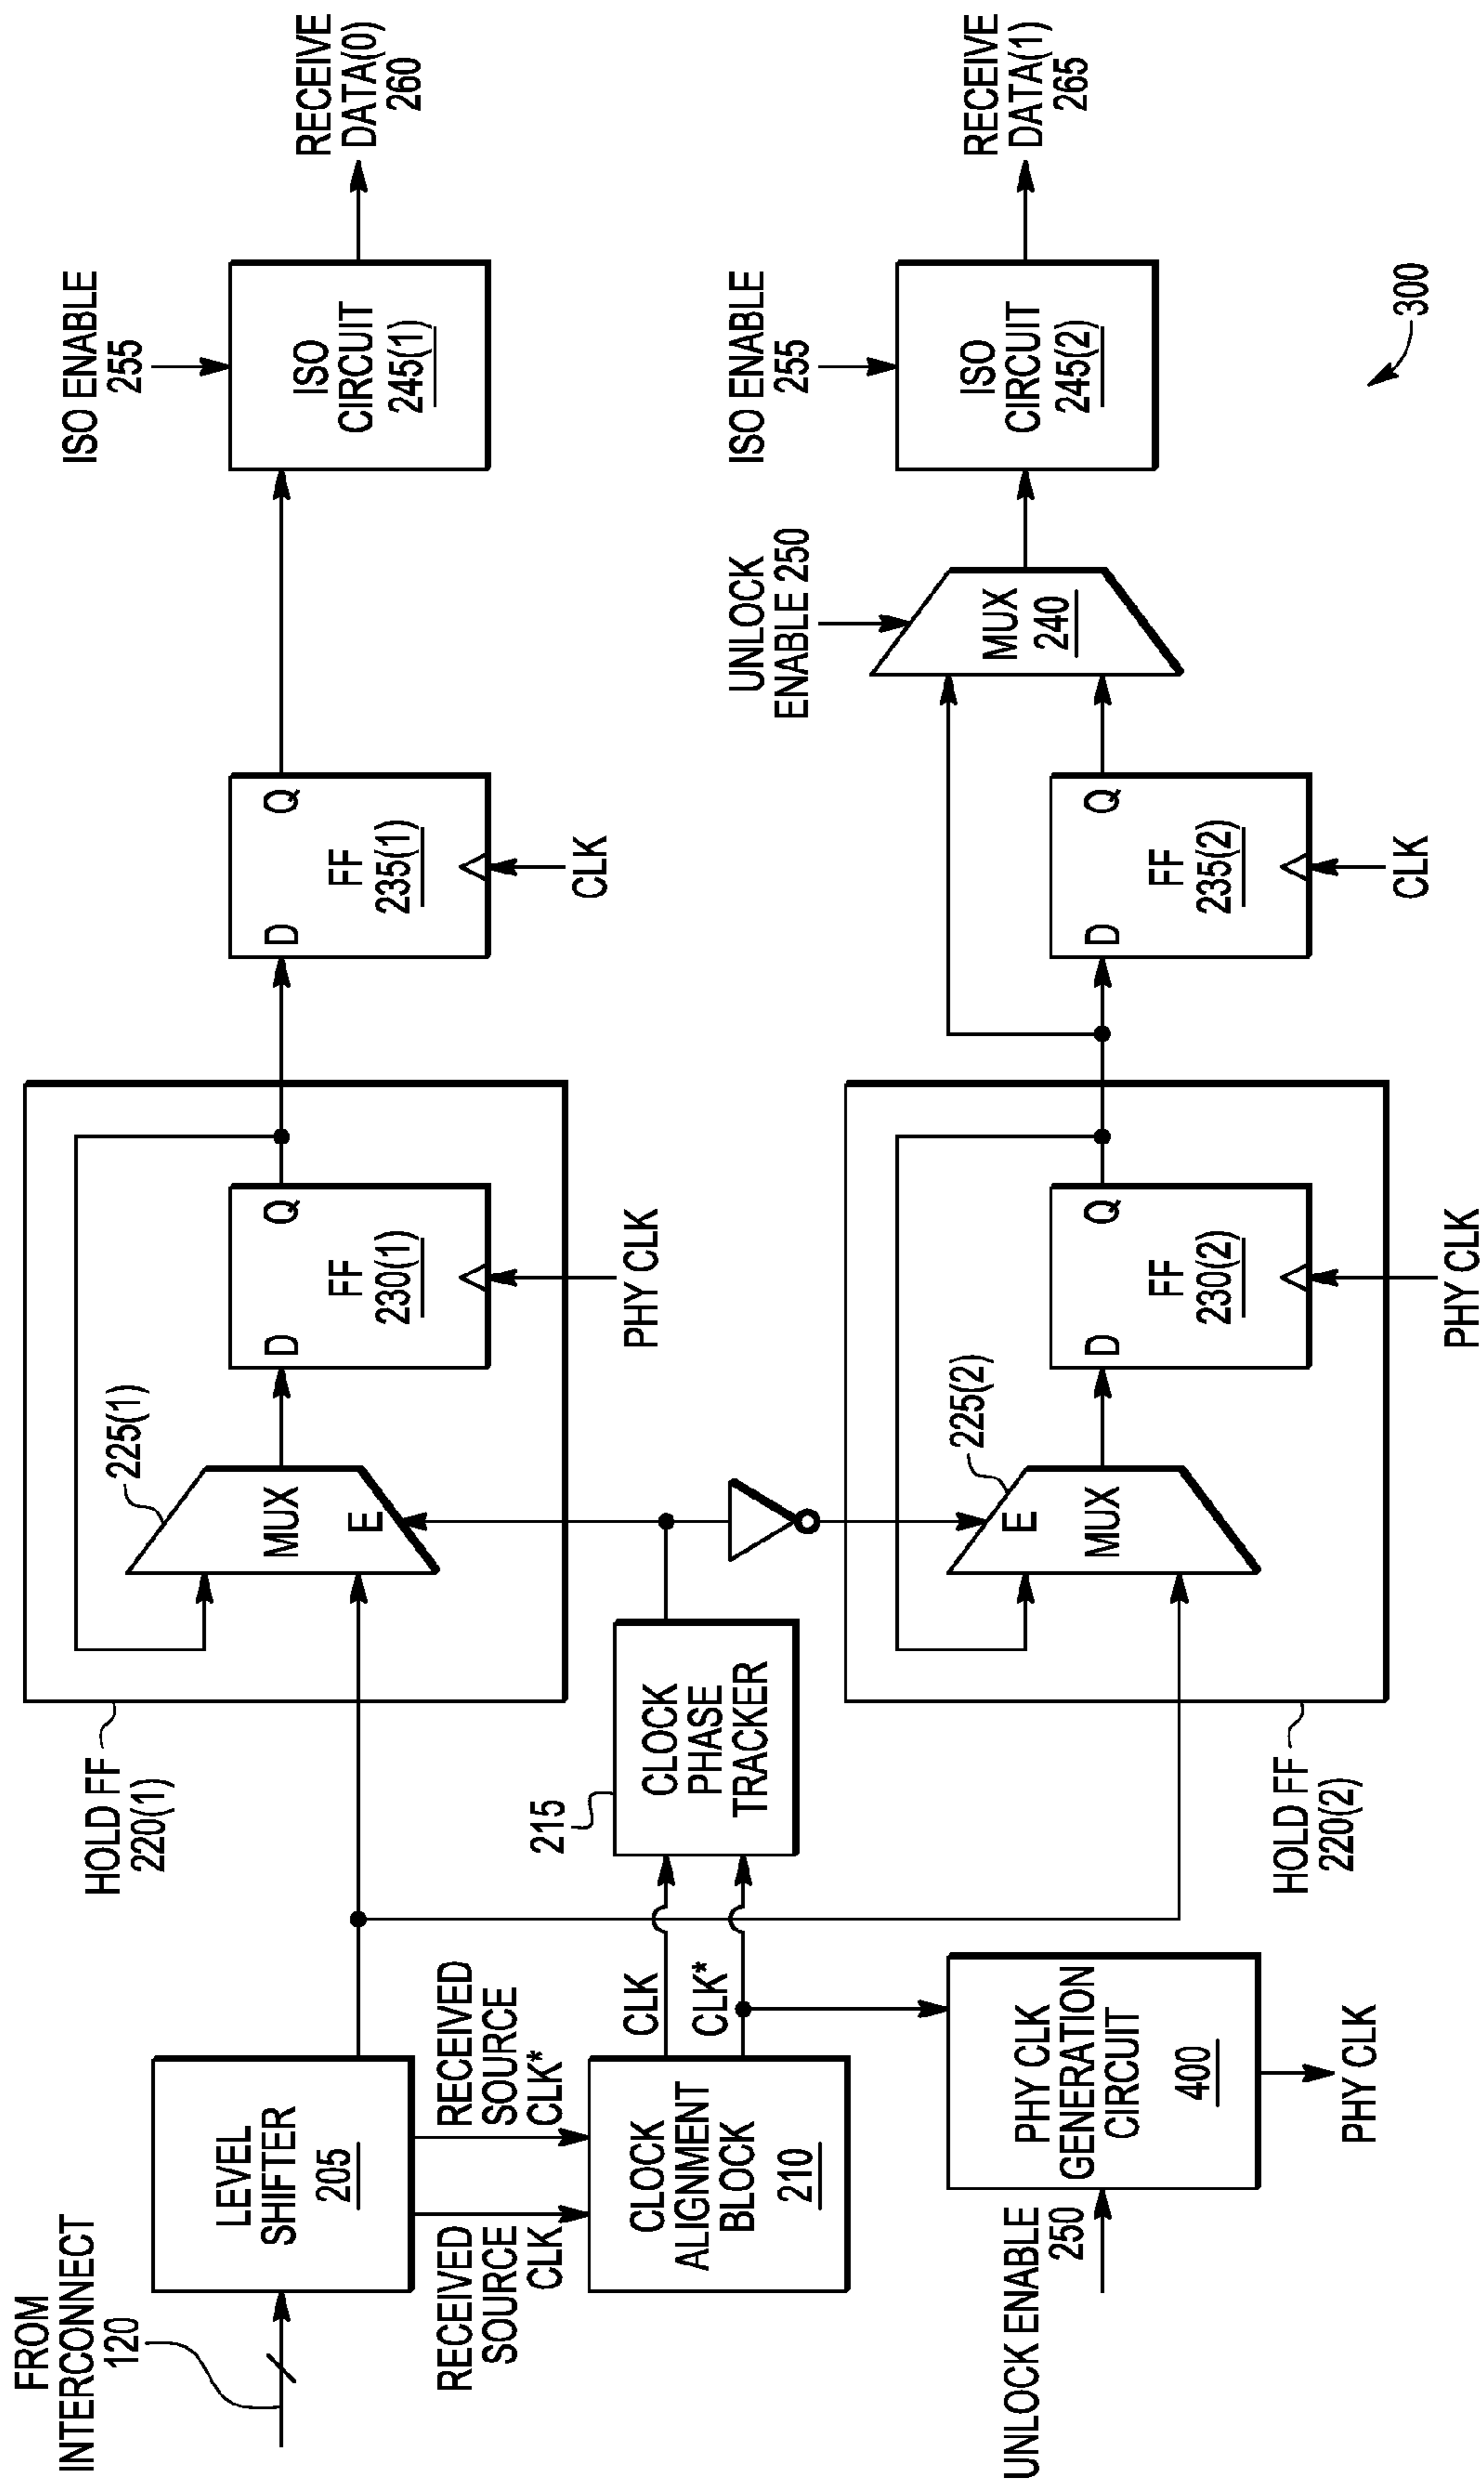 FROM
INTERCONNECT
120
LEVEL
SHIFTER
205
RECEIVED
SOURCE
CLK
RECEIVED
SOURCE
CLK*
CLOCK
ALIGNMENT
BLOCK
210
CLK
CLK*
UNLOCK ENABLE
250
PHY CLK
GENERATION
CIRCUIT
400
PHY CLK
215
CLOCK
PHASE
TRACKER
HOLD FF
220(1)
225(1)
MUX
E
D
Q
FF
230(1)
PHY CLK
D
Q
FF
235(1)
CLK
ISO ENABLE
255
ISO
CIRCUIT
245(1)
RECEIVE
DATA(0)
260
HOLD FF
220(2)
225(2)
E
MUX
D
Q
FF
230(2)
PHY CLK
D
Q
FF
235(2)
CLK
UNLOCK
ENABLE 250
MUX
240
ISO ENABLE
255
ISO
CIRCUIT
245(2)
RECEIVE
DATA(1)
265
300